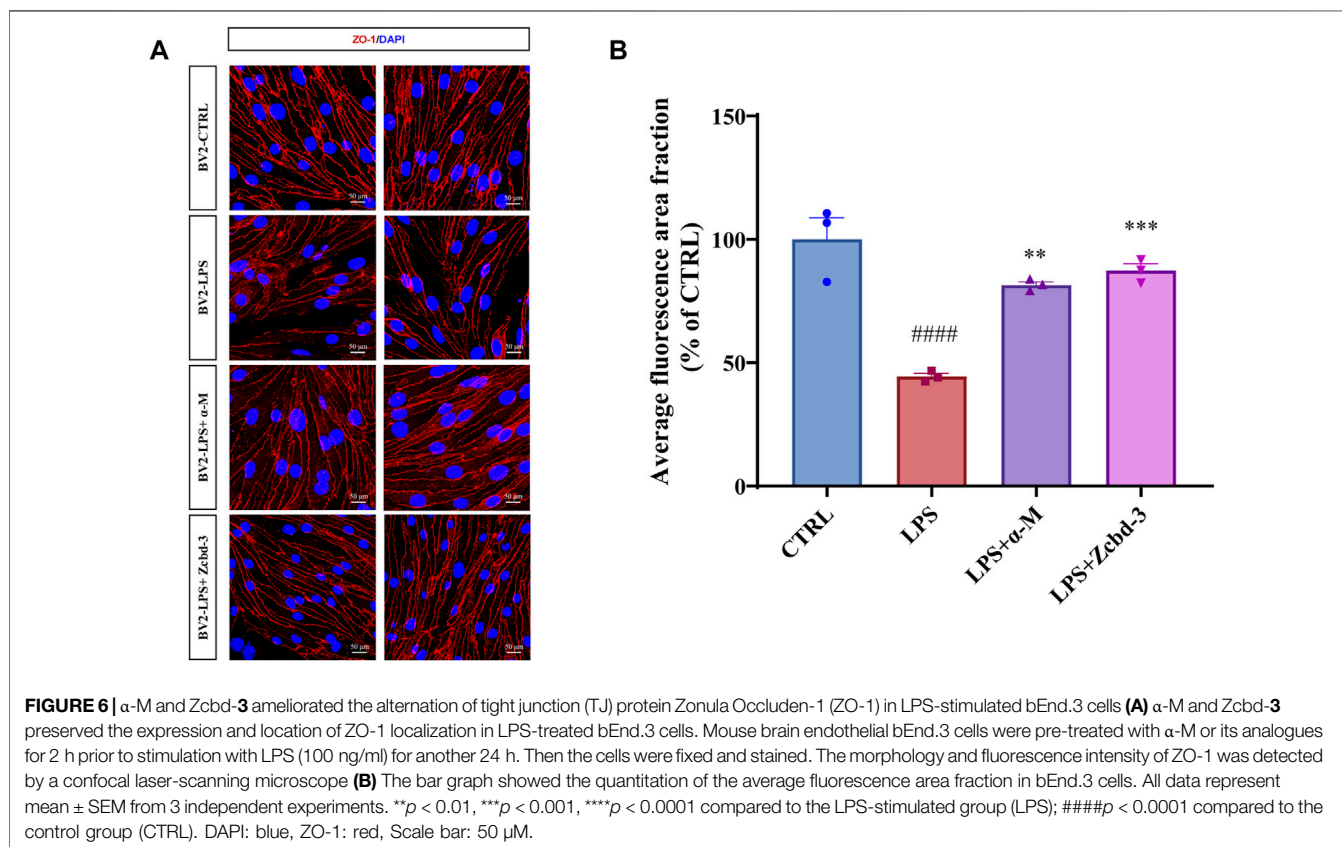 A
ZO-1/DAPI
BV2-CTRL
50 µm
50 µm
BV2-LPS
50 µm
50 µm
BV2-LPS+ α-M
50 µm
50 µm
BV2-LPS+ Zcbd-3
50 µm
50 µm
B
Average fluorescence area fraction
(% of CTRL)
150
100
50
0
####
**
***
CTRL
LPS
LPS+α-M
LPS+Zcbd-3
FIGURE 6 | α-M and Zcbd-3 ameliorated the alternation of tight junction (TJ) protein Zonula Occluden-1 (ZO-1) in LPS-stimulated bEnd.3 cells (A) α-M and Zcbd-3
preserved the expression and location of ZO-1 localization in LPS-treated bEnd.3 cells. Mouse brain endothelial bEnd.3 cells were pre-treated with α-M or its analogues
for 2 h prior to stimulation with LPS (100 ng/ml) for another 24 h. Then the cells were fixed and stained. The morphology and fluorescence intensity of ZO-1 was detected
by a confocal laser-scanning microscope (B) The bar graph showed the quantitation of the average fluorescence area fraction in bEnd.3 cells. All data represent
mean ± SEM from 3 independent experiments. **p < 0.01, ***p < 0.001, ****p < 0.0001 compared to the LPS-stimulated group (LPS); ####p < 0.0001 compared to the
control group (CTRL). DAPI: blue, ZO-1: red, Scale bar: 50 µM.